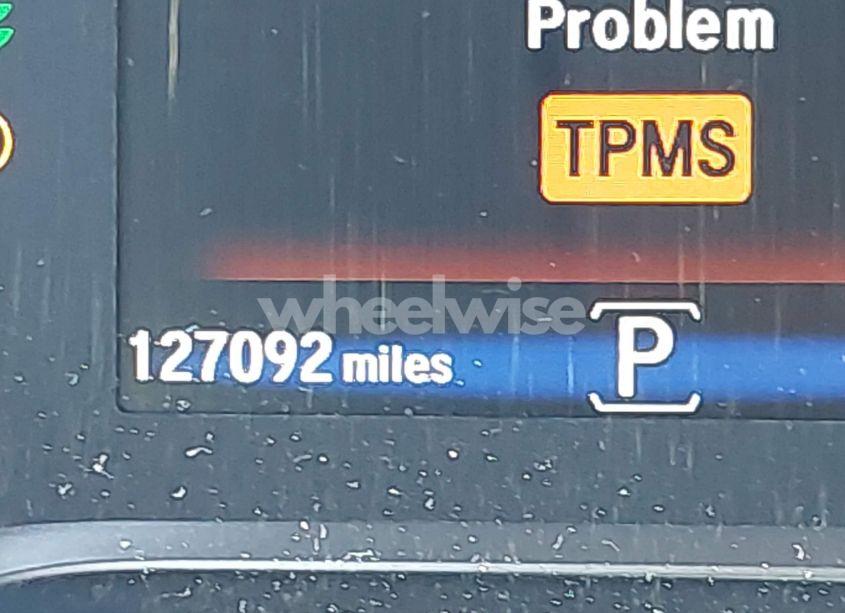 Problem
TPMS
wheelwise
127092 miles
P